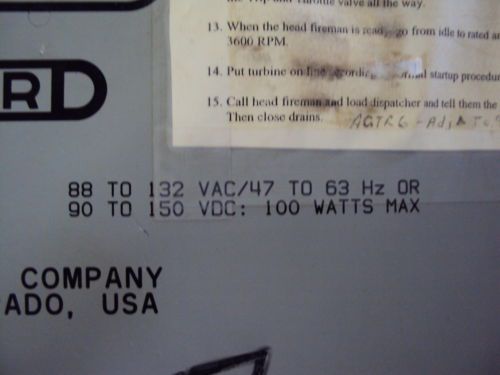 the Trip and Throttle valve all the way.
13. When the head fireman is ready, go from idle to rated at
3600 RPM.
14. Put turbine on line according normal startup procedu
15. Call head fireman and load dispatcher and tell them the
Then close drains.
RD
88 TO 132 VAC/47 TO 63 Hz OR
90 TO 150 VDC: 100 WATTS MAX
COMPANY
ADO, USA